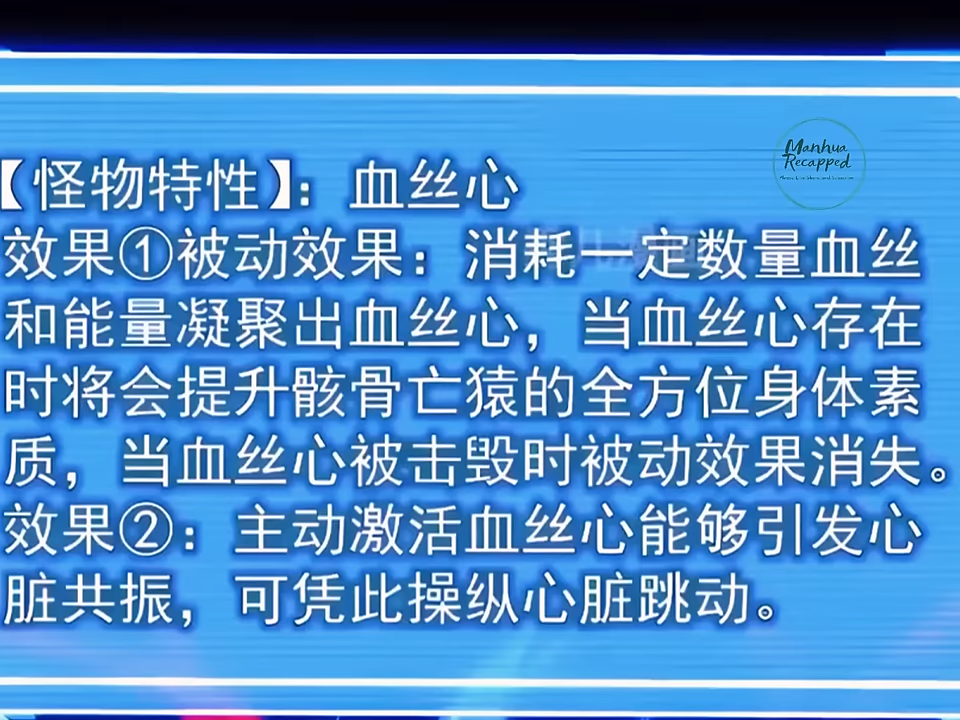 Manhua
Recapped
【怪物特性】：血丝心
效果①被动效果：消耗一定数量血丝
和能量凝聚出血丝心，当血丝心存在
时将会提升骸骨亡猿的全方位身体素
质，当血丝心被击毁时被动效果消失。
效果②：主动激活血丝心能够引发心
脏共振，可凭此操纵心脏跳动。